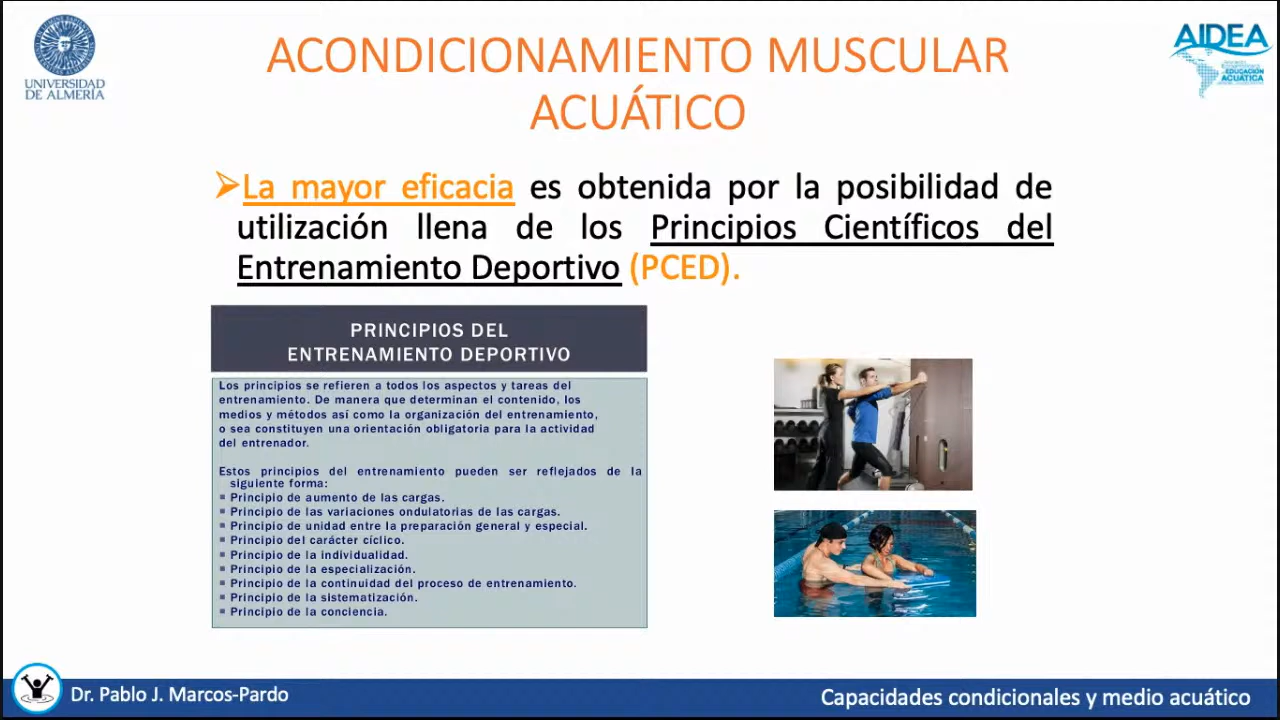 UNIVERSIDAD
DE ALMERÍA
AIDEA
EDUCACIÓN
ACUÁTICA
ACONDICIONAMIENTO MUSCULAR
ACUÁTICO
➢La mayor eficacia es obtenida por la posibilidad de
utilización llena de los Principios Científicos del
Entrenamiento Deportivo (PCED).
PRINCIPIOS DEL
ENTRENAMIENTO DEPORTIVO
Los principios se refieren a todos los aspectos y tareas del
entrenamiento. De manera que determinan el contenido, los
medios y métodos así como la organización del entrenamiento,
o sea constituyen una orientación obligatoria para la actividad
del entrenador.
Estos principios del entrenamiento pueden ser reflejados de la
siguiente forma:
▪ Principio de aumento de las cargas.
▪ Principio de las variaciones ondulatorias de las cargas.
▪ Principio de unidad entre la preparación general y especial.
▪ Principio del carácter cíclico.
▪ Principio de la individualidad.
▪ Principio de la especialización.
▪ Principio de la continuidad del proceso de entrenamiento.
▪ Principio de la sistematización.
▪ Principio de la conciencia.
Dr. Pablo J. Marcos-Pardo
Capacidades condicionales y medio acuático